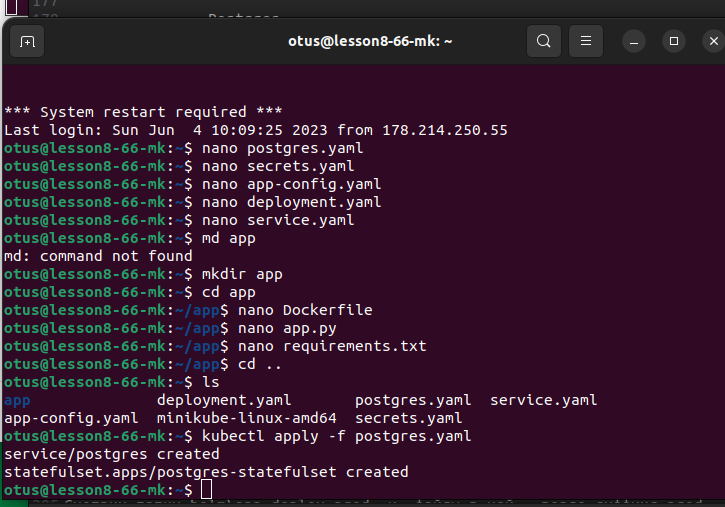 177
178 Postgres
otus@lesson8-66-mk: ~
*** System restart required ***
Last login: Sun Jun  4 10:09:25 2023 from 178.214.250.55
otus@lesson8-66-mk:~$ nano postgres.yaml
otus@lesson8-66-mk:~$ nano secrets.yaml
otus@lesson8-66-mk:~$ nano app-config.yaml
otus@lesson8-66-mk:~$ nano deployment.yaml
otus@lesson8-66-mk:~$ nano service.yaml
otus@lesson8-66-mk:~$ md app
md: command not found
otus@lesson8-66-mk:~$ mkdir app
otus@lesson8-66-mk:~$ cd app
otus@lesson8-66-mk:~/app$ nano Dockerfile
otus@lesson8-66-mk:~/app$ nano app.py
otus@lesson8-66-mk:~/app$ nano requirements.txt
otus@lesson8-66-mk:~/app$ cd ..
otus@lesson8-66-mk:~$ ls
app              deployment.yaml       postgres.yaml  service.yaml
app-config.yaml  minikube-linux-amd64  secrets.yaml
otus@lesson8-66-mk:~$ kubectl apply -f postgres.yaml
service/postgres created
statefulset.apps/postgres-statefulset created
otus@lesson8-66-mk:~$